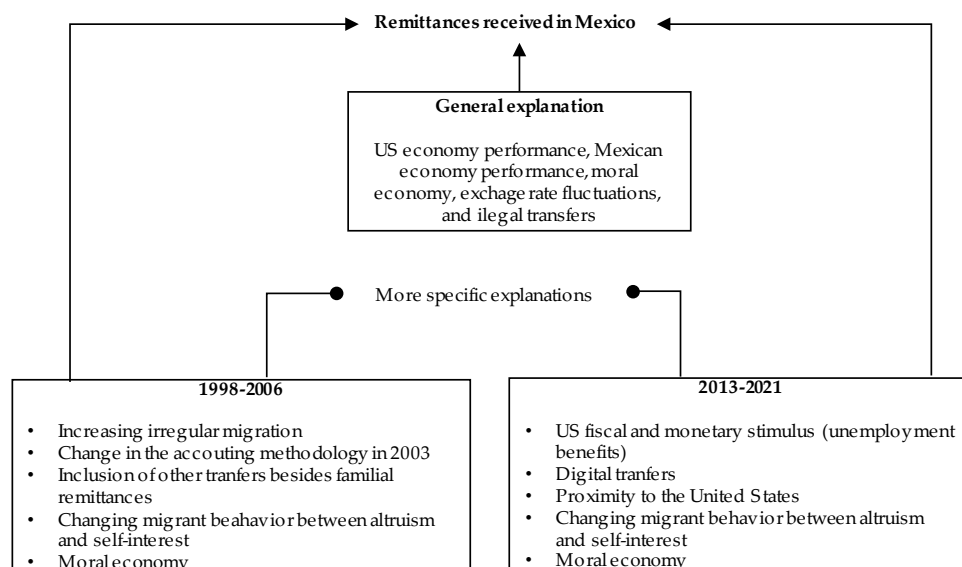 Remittances received in Mexico
General explanation
US economy performance, Mexican
economy performance, moral
economy, exchage rate fluctuations,
and ilegal transfers
More specific explanations
1998-2006
• Increasing irregular migration
• Change in the accouting methodology in 2003
• Inclusion of other tranfers besides familial
remittances
• Changing migrant beahavior between altruism
and self-interest
• Moral economy
2013-2021
• US fiscal and monetary stimulus (unemployment
benefits)
• Digital tranfers
• Proximity to the United States
• Changing migrant behavior between altruism
and self-interest
• Moral economy